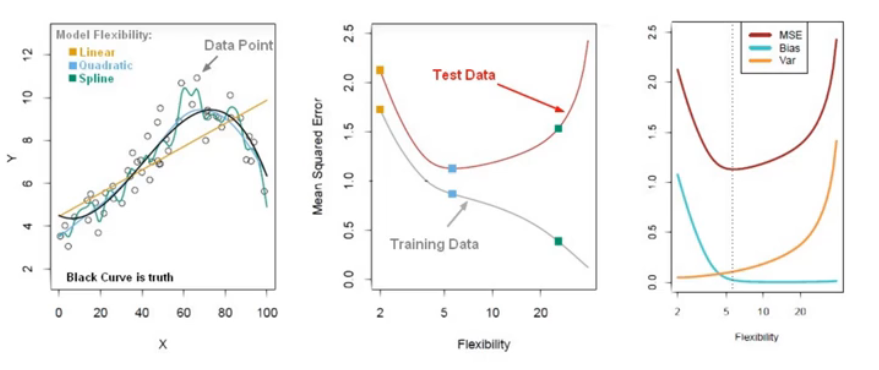 Model Flexibility:
Linear
Quadratic
Spline
Data Point
Black Curve is truth
Y
12
10
8
6
4
2
0 20 40 60 80 100
X
Mean Squared Error
2.5
2.0
1.5
1.0
0.5
0.0
Test Data
Training Data
2 5 10 20
Flexibility
MSE
Bias
Var
2.5
2.0
1.5
1.0
0.5
0.0
2 5 10 20
Flexibility